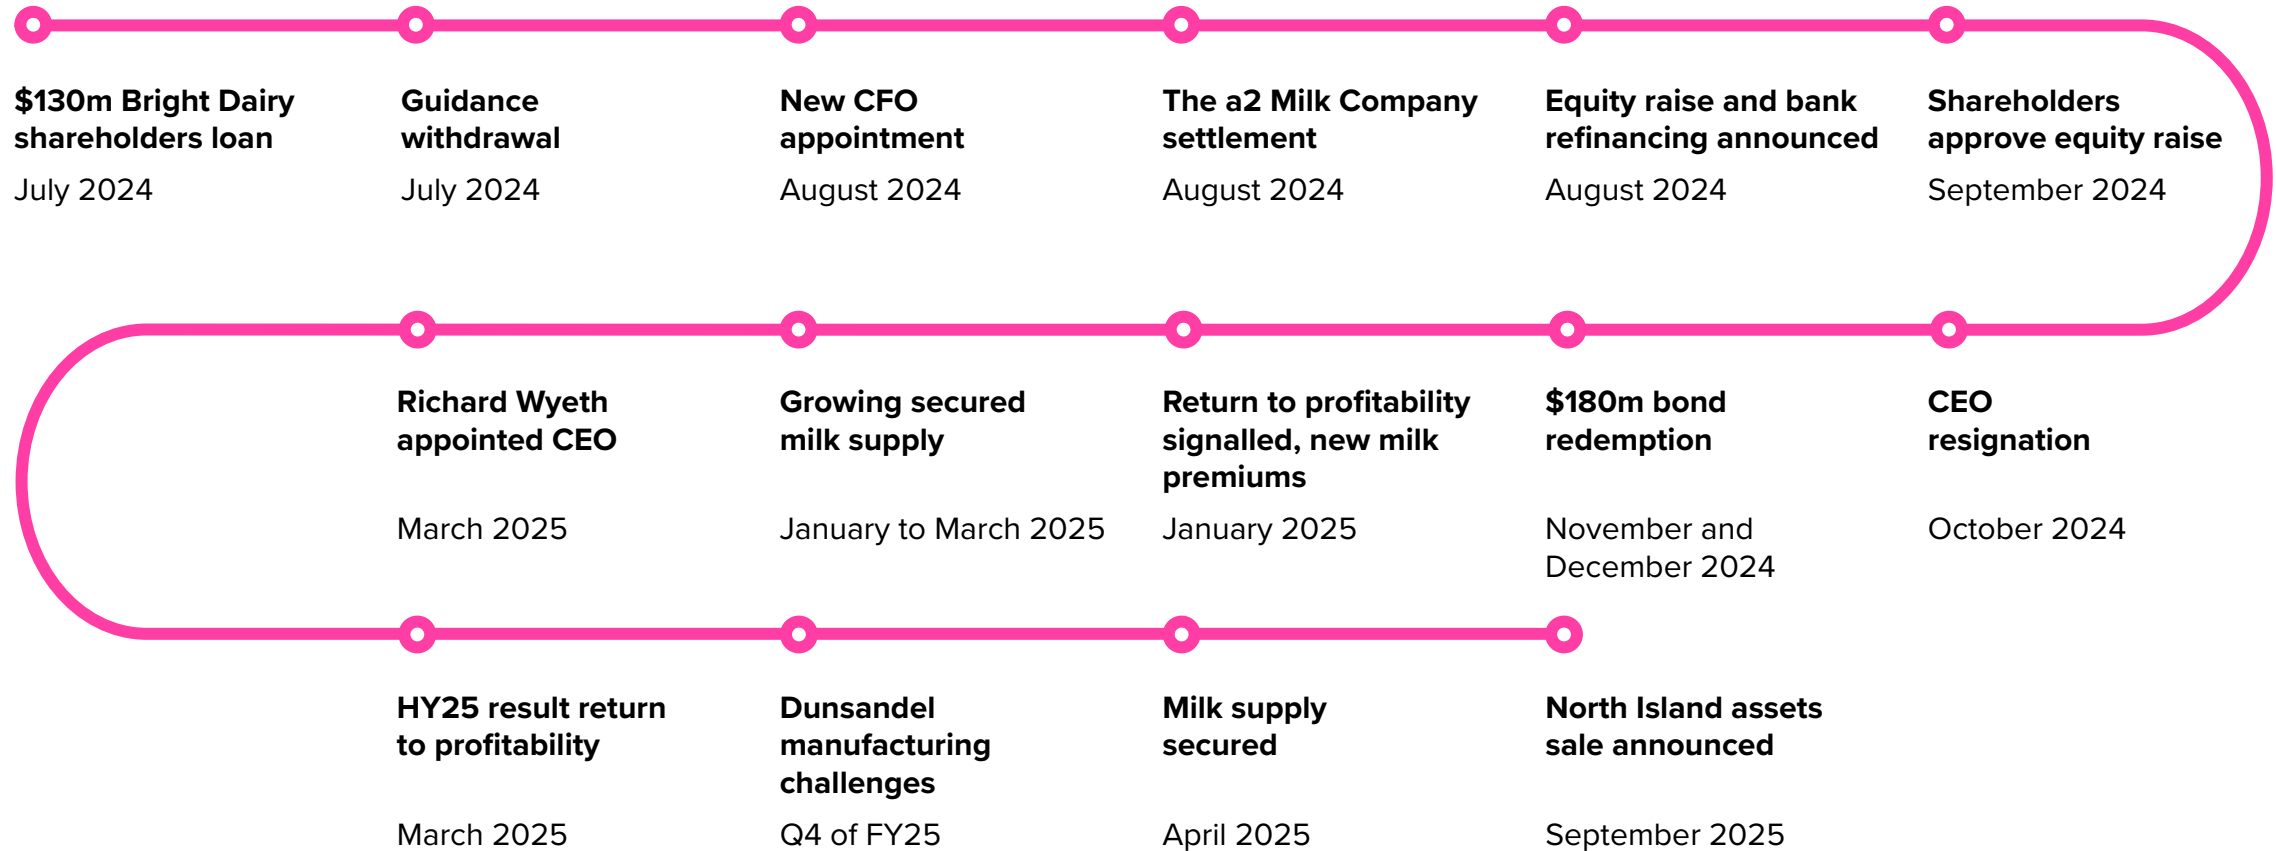 $130m Bright Dairy
shareholders loan
July 2024
Guidance
withdrawal
July 2024
New CFO
appointment
August 2024
The a2 Milk Company
settlement
August 2024
Equity raise and bank
refinancing announced
August 2024
Shareholders
approve equity raise
September 2024
Richard Wyeth
appointed CEO
March 2025
Growing secured
milk supply
January to March 2025
Return to profitability
signalled, new milk
premiums
January 2025
$180m bond
redemption
November and
December 2024
CEO
resignation
October 2024
HY25 result return
to profitability
March 2025
Dunsandel
manufacturing
challenges
Q4 of FY25
Milk supply
secured
April 2025
North Island assets
sale announced
September 2025